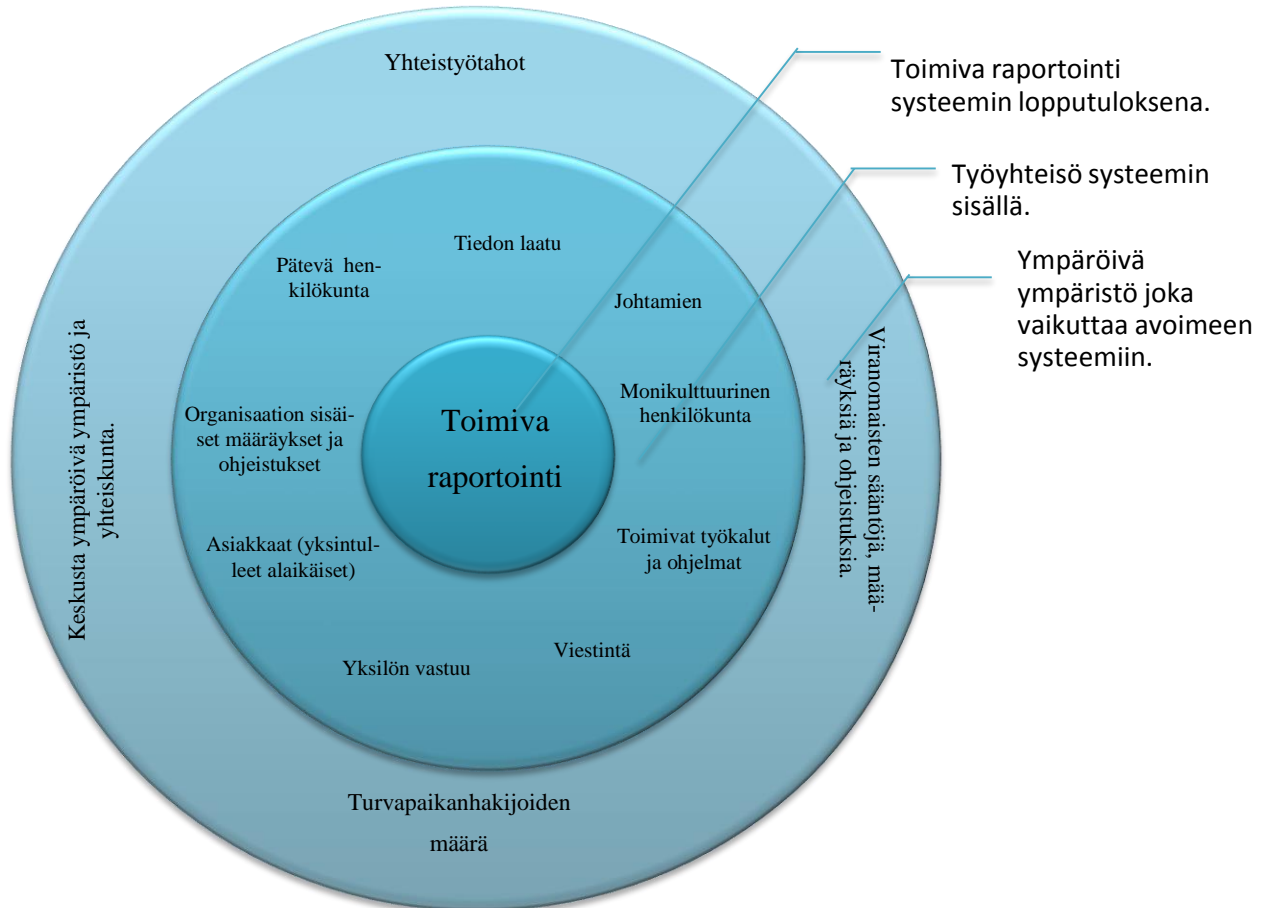 Yhteistyötahot
Toimiva raportointi
systeemin lopputuloksena.
Työyhteisö systeemin
sisällä.
Ympäröivä
ympäristö joka
vaikuttaa avoimeen
systeemiin.
Tiedon laatu
Pätevä hen-
kilökunta
Johtamien
Monikulttuurinen
henkilökunta
Organisaation sisäi-
set määräykset ja
ohjeistukset
Toimiva
raportointi
Asiakkaat (yksintul-
leet alaikäiset)
Toimivat työkalut
ja ohjelmat
Yksilön vastuu
Viestintä
Keskusta ympäröivä ympäristö ja
yhteiskunta.
Viranomaisten sääntöjä, mää-
räyksiä ja ohjeistuksia.
Turvapaikanhakijoiden
määrä